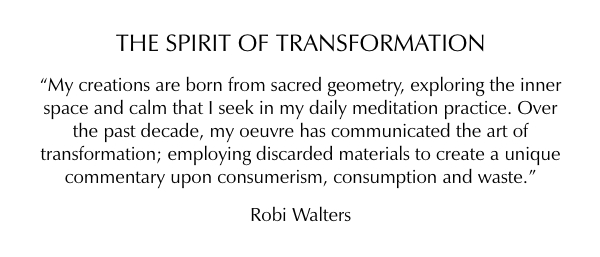 THE SPIRIT OF TRANSFORMATION
“My creations are born from sacred geometry, exploring the inner
space and calm that I seek in my daily meditation practice. Over
the past decade, my oeuvre has communicated the art of
transformation; employing discarded materials to create a unique
commentary upon consumerism, consumption and waste.”
Robi Walters